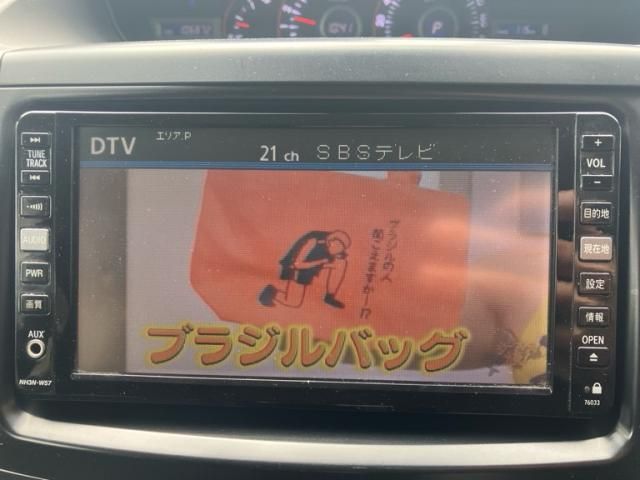 P
DTV
エリア.P
21 ch SBSテレビ
ブラジルの人
聞こえますかー!?
ブラジルバッグ
TUNE
TRACK
AUDIO
PWR
画質
AUX
NH3N-W57
+
VOL
−
目的地
現在地
設定
情報
OPEN
76033